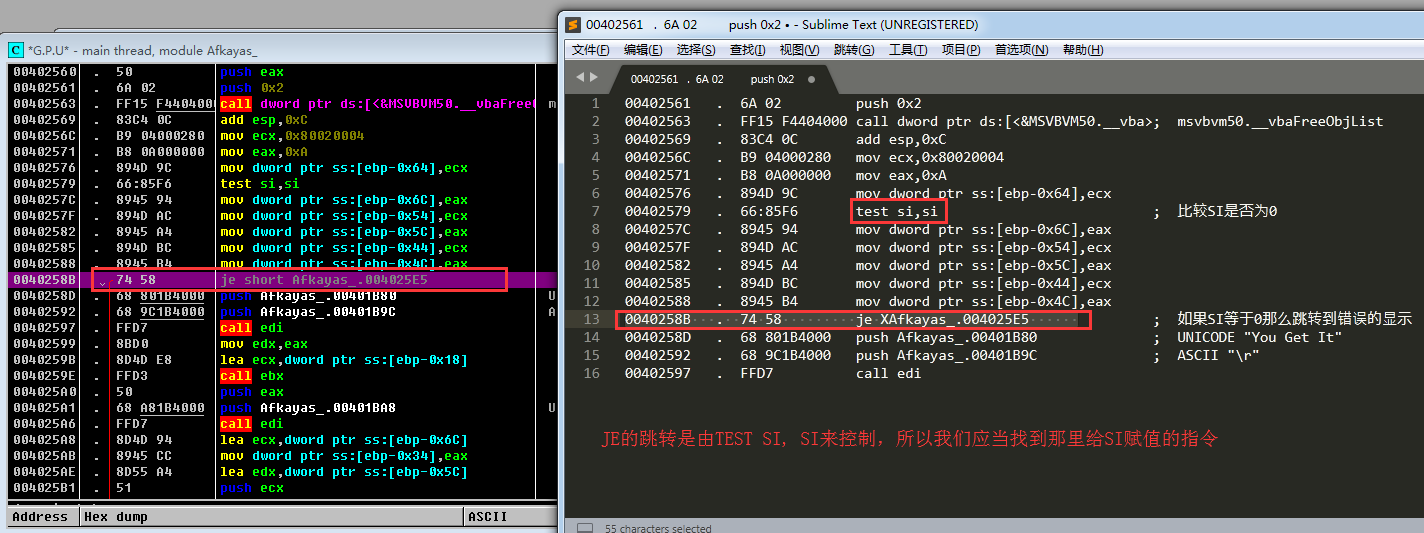 *G.P.U* - main thread, module Afkayas_
00402560 . 50 push eax
00402561 . 6A 02 push 0x2
00402563 . FF15 F4404000 call dword ptr ds:[<&MSVBVM50.__vbaFreeO
00402569 . 83C4 0C add esp,0xC
0040256C . B9 04000280 mov ecx,0x80020004
00402571 . B8 0A000000 mov eax,0xA
00402576 . 894D 9C mov dword ptr ss:[ebp-0x64],ecx
00402579 . 66:85F6 test si,si
0040257C . 8945 94 mov dword ptr ss:[ebp-0x6C],eax
0040257F . 894D AC mov dword ptr ss:[ebp-0x54],ecx
00402582 . 8945 A4 mov dword ptr ss:[ebp-0x5C],eax
00402585 . 894D BC mov dword ptr ss:[ebp-0x44],ecx
00402588 . 8945 B4 mov dword ptr ss:[ebp-0x4C],eax
0040258B . 74 58 je short Afkayas_.004025E5
0040258D . 68 801B4000 push Afkayas_.00401B80 U
00402592 . 68 9C1B4000 push Afkayas_.00401B9C A
00402597 . FFD7 call edi
00402599 . 8BD0 mov edx,eax
0040259B . 8D4D E8 lea ecx,dword ptr ss:[ebp-0x18]
0040259E . FFD3 call ebx
004025A0 . 50 push eax
004025A1 . 68 A81B4000 push Afkayas_.00401BA8 U
004025A6 . FFD7 call edi
004025A8 . 8D4D 94 lea ecx,dword ptr ss:[ebp-0x6C]
004025AB . 8945 CC mov dword ptr ss:[ebp-0x34],eax
004025AE . 8D55 A4 lea edx,dword ptr ss:[ebp-0x5C]
004025B1 . 51 push ecx
Address Hex dump ASCII
00402561 . 6A 02 push 0x2 • - Sublime Text (UNREGISTERED)
文件(F) 编辑(E) 选择(S) 查找(I) 视图(V) 跳转(G) 工具(T) 项目(P) 首选项(N) 帮助(H)
00402561 . 6A 02 push 0x2
1 00402561 . 6A 02 push 0x2
2 00402563 . FF15 F4404000 call dword ptr ds:[<&MSVBVM50.__vba>; msvbvm50.__vbaFreeObjList
3 00402569 . 83C4 0C add esp,0xC
4 0040256C . B9 04000280 mov ecx,0x80020004
5 00402571 . B8 0A000000 mov eax,0xA
6 00402576 . 894D 9C mov dword ptr ss:[ebp-0x64],ecx
7 00402579 . 66:85F6 test si,si ; 比较SI是否为0
8 0040257C . 8945 94 mov dword ptr ss:[ebp-0x6C],eax
9 0040257F . 894D AC mov dword ptr ss:[ebp-0x54],ecx
10 00402582 . 8945 A4 mov dword ptr ss:[ebp-0x5C],eax
11 00402585 . 894D BC mov dword ptr ss:[ebp-0x44],ecx
12 00402588 . 8945 B4 mov dword ptr ss:[ebp-0x4C],eax
13 0040258B . 74 58 je XAfkayas_.004025E5 ; 如果SI等于0那么跳转到错误的显示
14 0040258D . 68 801B4000 push Afkayas_.00401B80 ; UNICODE "You Get It"
15 00402592 . 68 9C1B4000 push Afkayas_.00401B9C ; ASCII "\r"
16 00402597 . FFD7 call edi
JE的跳转是由TEST SI, SI来控制，所以我们应当找到那里给SI赋值的指令
55 characters selected